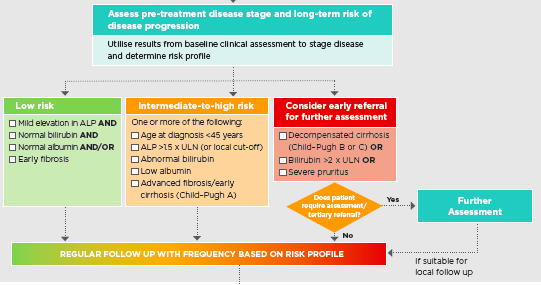 Assess pre-treatment disease stage and long-term risk of
disease progression
Utilise results from baseline clinical assessment to stage disease
and determine risk profile
Low risk
Mild elevation in ALP AND
Normal bilirubin AND
Normal albumin AND/OR
Early fibrosis
Intermediate-to-high risk
One or more of the following:
Age at diagnosis <45 years
ALP >1.5 x ULN (or local cut-off)
Abnormal bilirubin
Low albumin
Advanced fibrosis/early
cirrhosis (Child-Pugh A)
Consider early referral
for further assessment
Decompensated cirrhosis
(Child-Pugh B or C) OR
Bilirubin >2 x ULN OR
Severe pruritus
Does patient
require assessment/
tertiary referral?
Yes
Further
Assessment
No
REGULAR FOLLOW UP WITH FREQUENCY BASED ON RISK PROFILE
If suitable for
local follow up